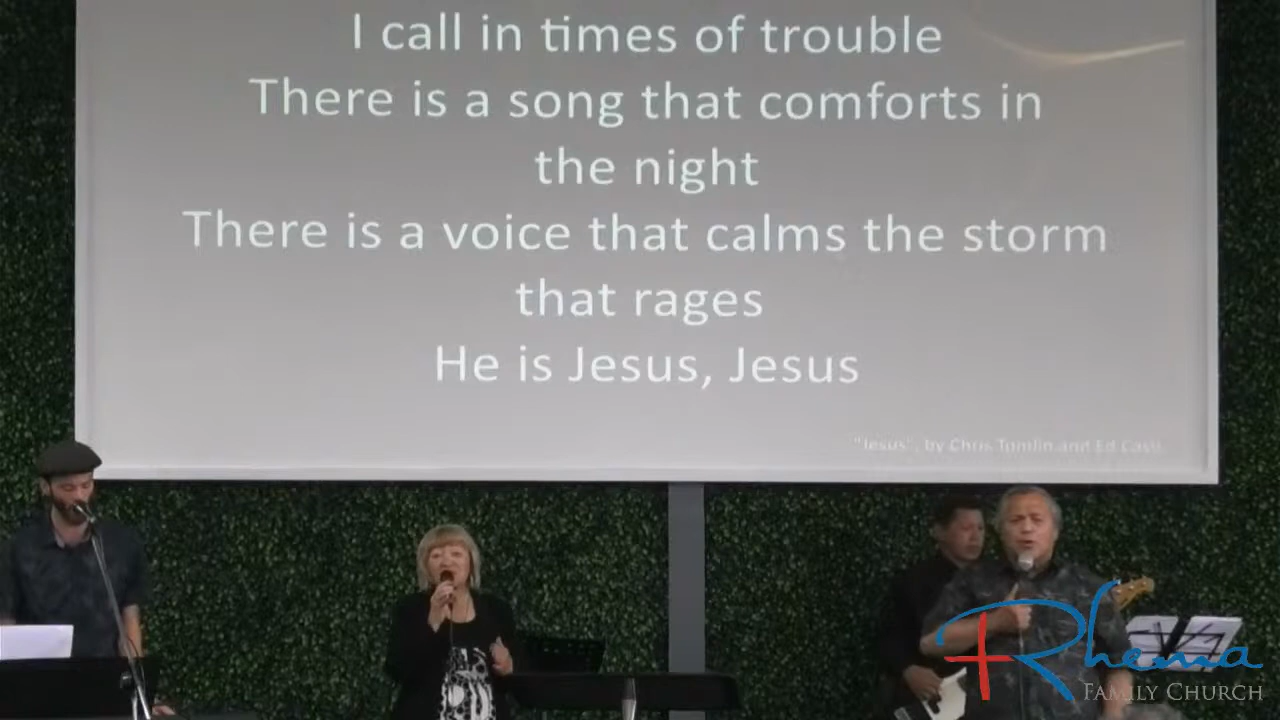 I call in times of trouble
There is a song that comforts in
the night
There is a voice that calms the storm
that rages
He is Jesus, Jesus
"Jesus", by Chris Tomlin and Ed Cash
Rhema
FAMILY CHURCH